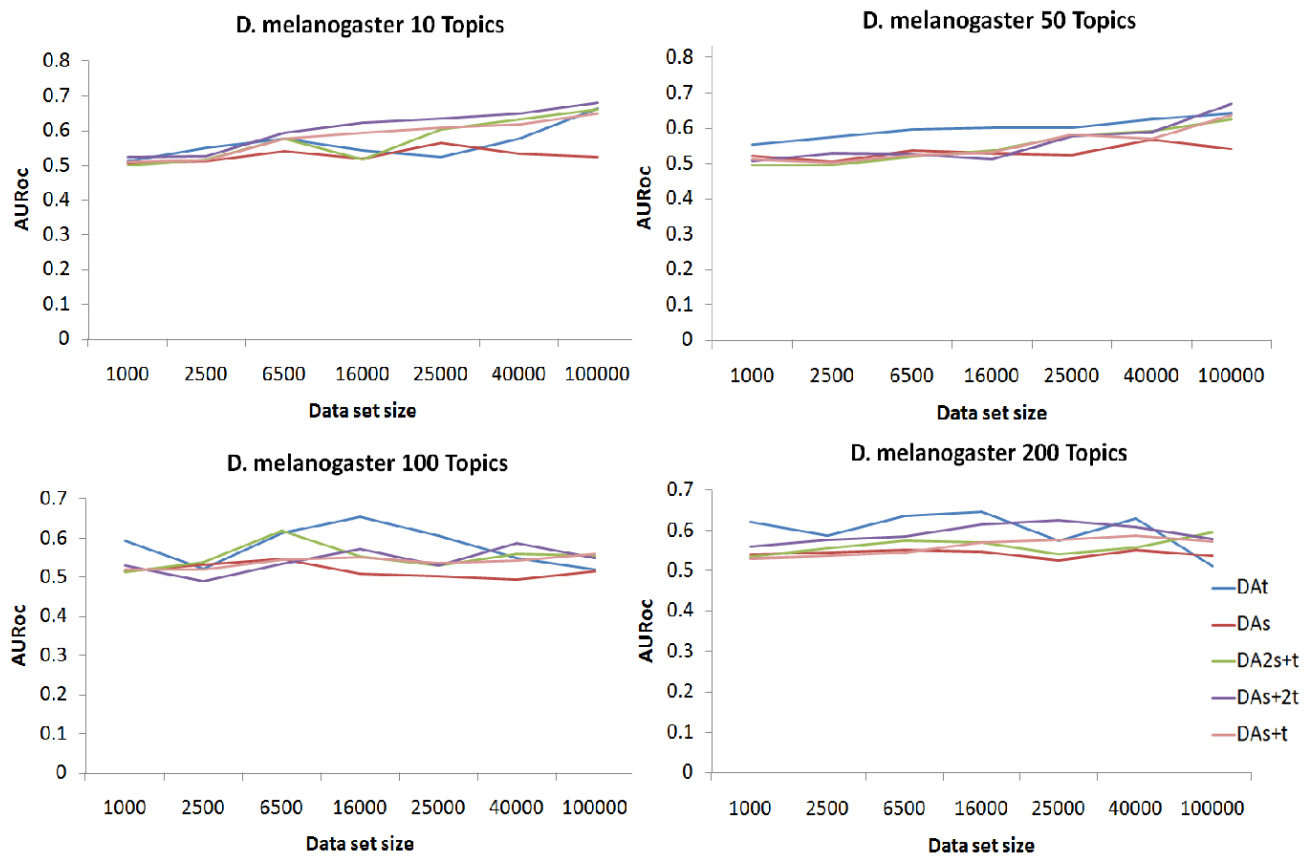 D. melanogaster 10 Topics
0.8
0.7
0.6
0.5
0.4
0.3
0.2
0.1
0
AURoc
1000 2500 6500 16000 25000 40000 100000
Data set size
D. melanogaster 50 Topics
0.8
0.7
0.6
0.5
0.4
0.3
0.2
0.1
0
AURoc
1000 2500 6500 16000 25000 40000 100000
Data set size
D. melanogaster 100 Topics
0.7
0.6
0.5
0.4
0.3
0.2
0.1
0
AURoc
1000 2500 6500 16000 25000 40000 100000
Data set size
D. melanogaster 200 Topics
0.7
0.6
0.5
0.4
0.3
0.2
0.1
0
AURoc
1000 2500 6500 16000 25000 40000 100000
Data set size
DAt
DAs
DA2s+t
DAs+2t
DAs+t